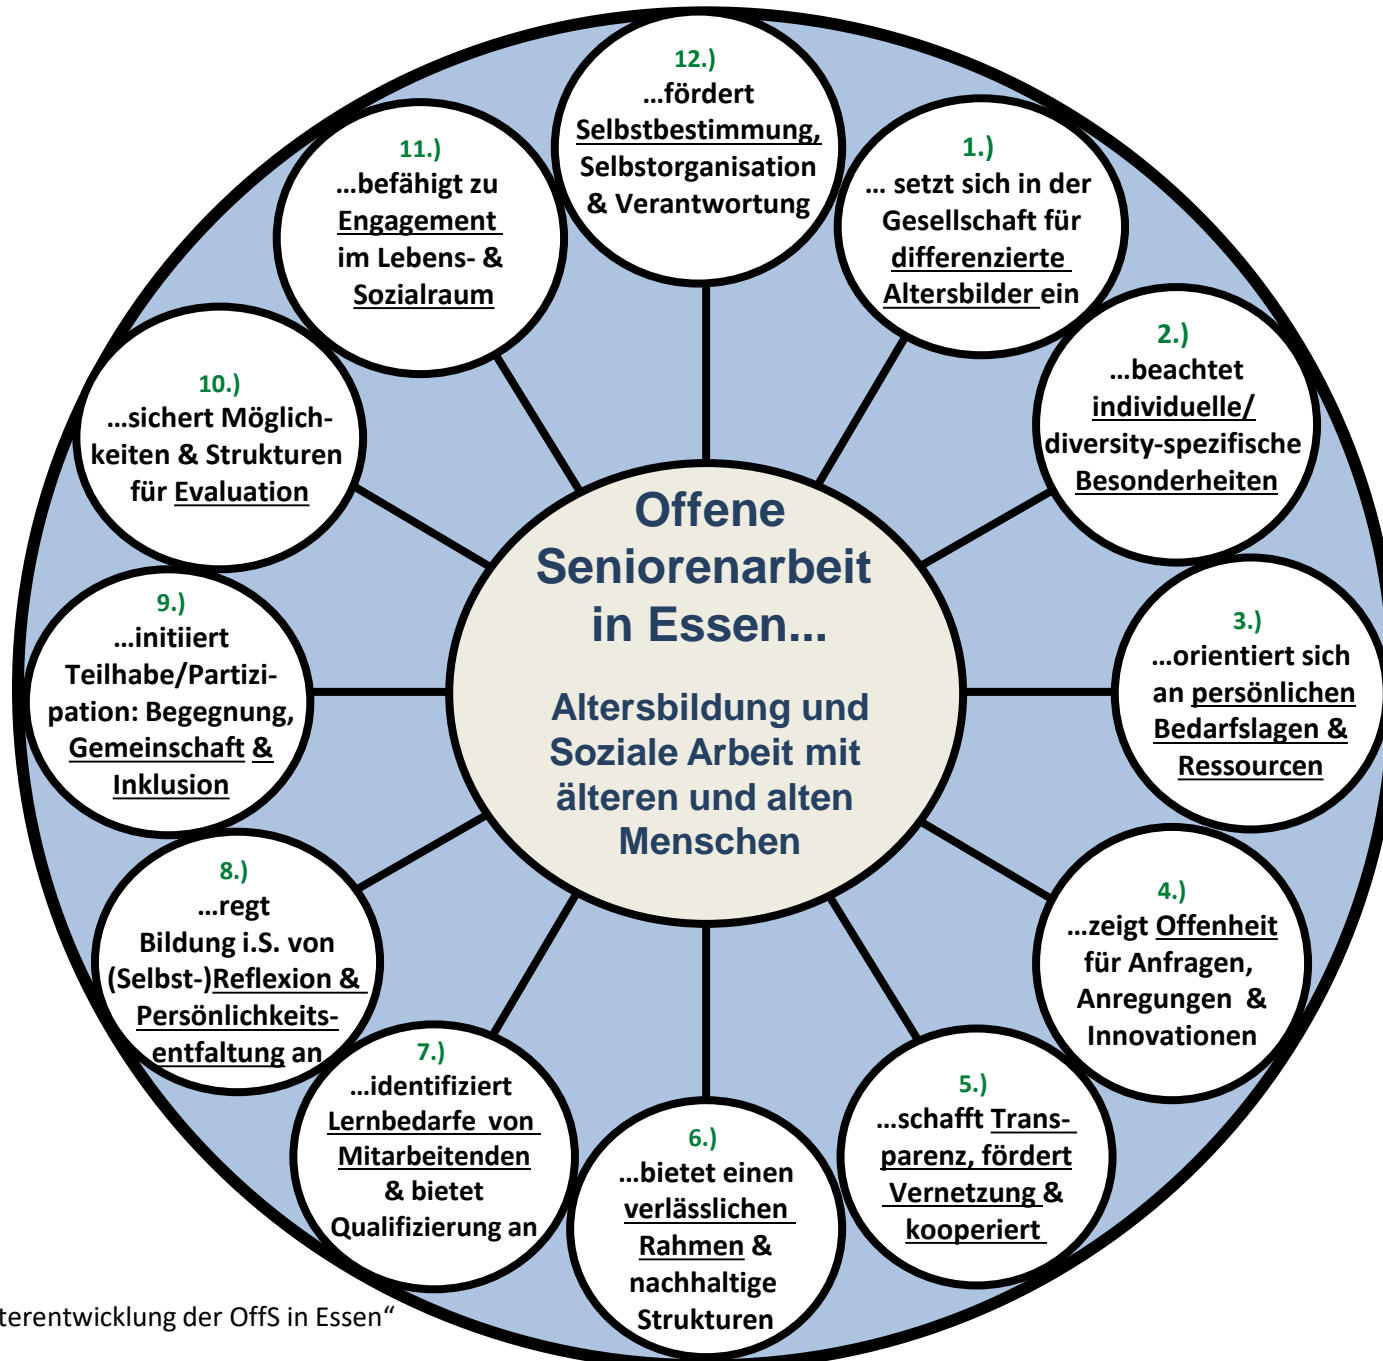 Offene
Seniorenarbeit
in Essen...
Altersbildung und
Soziale Arbeit mit
älteren und alten
Menschen
1.)
... setzt sich in der
Gesellschaft für
differenzierte
Altersbilder ein
2.)
...beachtet
individuelle/
diversity-spezifische
Besonderheiten
3.)
...orientiert sich
an persönlichen
Bedarfslagen &
Ressourcen
4.)
...zeigt Offenheit
für Anfragen,
Anregungen &
Innovationen
5.)
...schafft Trans-
parenz, fördert
Vernetzung &
kooperiert
6.)
...bietet einen
verlässlichen
Rahmen &
nachhaltige
Strukturen
7.)
...identifiziert
Lernbedarfe von
Mitarbeitenden
& bietet
Qualifizierung an
8.)
...regt
Bildung i.S. von
(Selbst-)Reflexion &
Persönlichkeits-
entfaltung an
9.)
...initiiert
Teilhabe/Partizi-
pation: Begegnung,
Gemeinschaft &
Inklusion
10.)
...sichert Möglich-
keiten & Strukturen
für Evaluation
11.)
...befähigt zu
Engagement
im Lebens- &
Sozialraum
12.)
...fördert
Selbstbestimmung,
Selbstorganisation
& Verantwortung
terentwicklung der OffS in Essen“